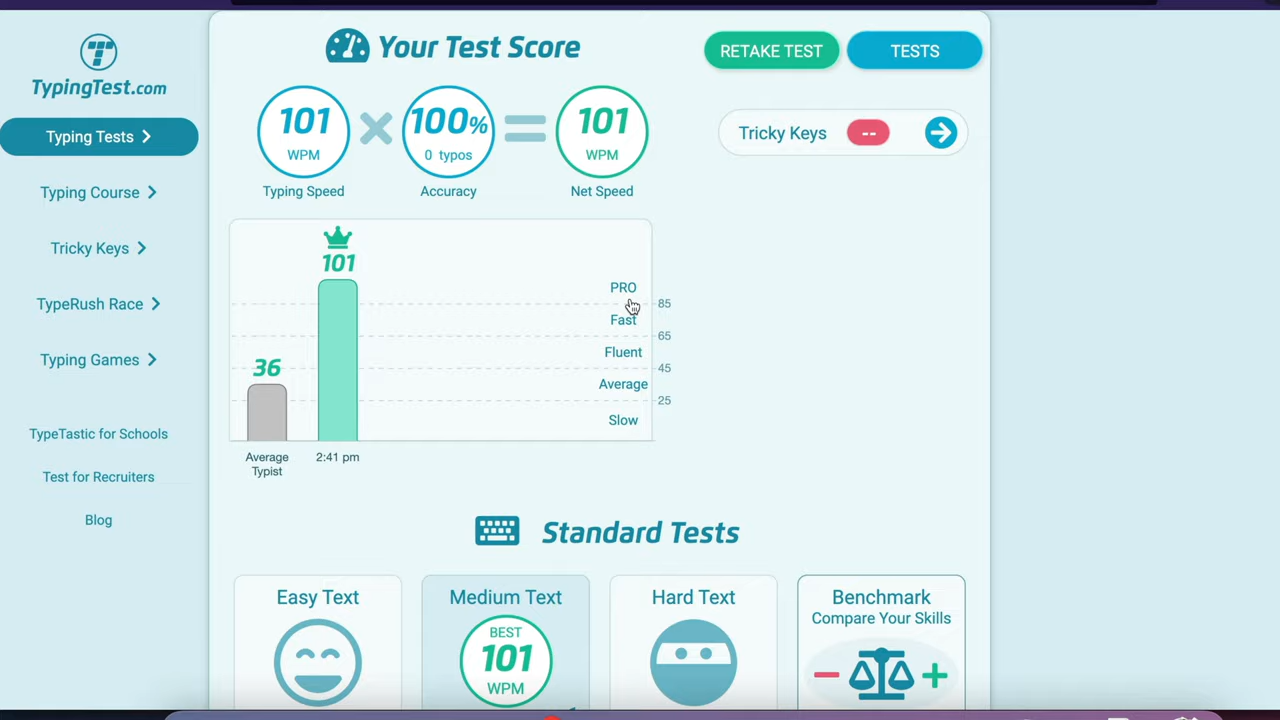 TypingTest.com
Typing Tests
Typing Course
Tricky Keys
TypeRush Race
Typing Games
TypeTastic for Schools
Test for Recruiters
Blog
Your Test Score
RETAKE TEST
TESTS
101
WPM
Typing Speed
100%
0 typos
Accuracy
101
WPM
Net Speed
Tricky Keys
--
101
36
PRO
85
Fast
65
Fluent
45
Average
25
Slow
Average
Typist
2:41 pm
Standard Tests
Easy Text
Medium Text
BEST
101
WPM
Hard Text
Benchmark
Compare Your Skills